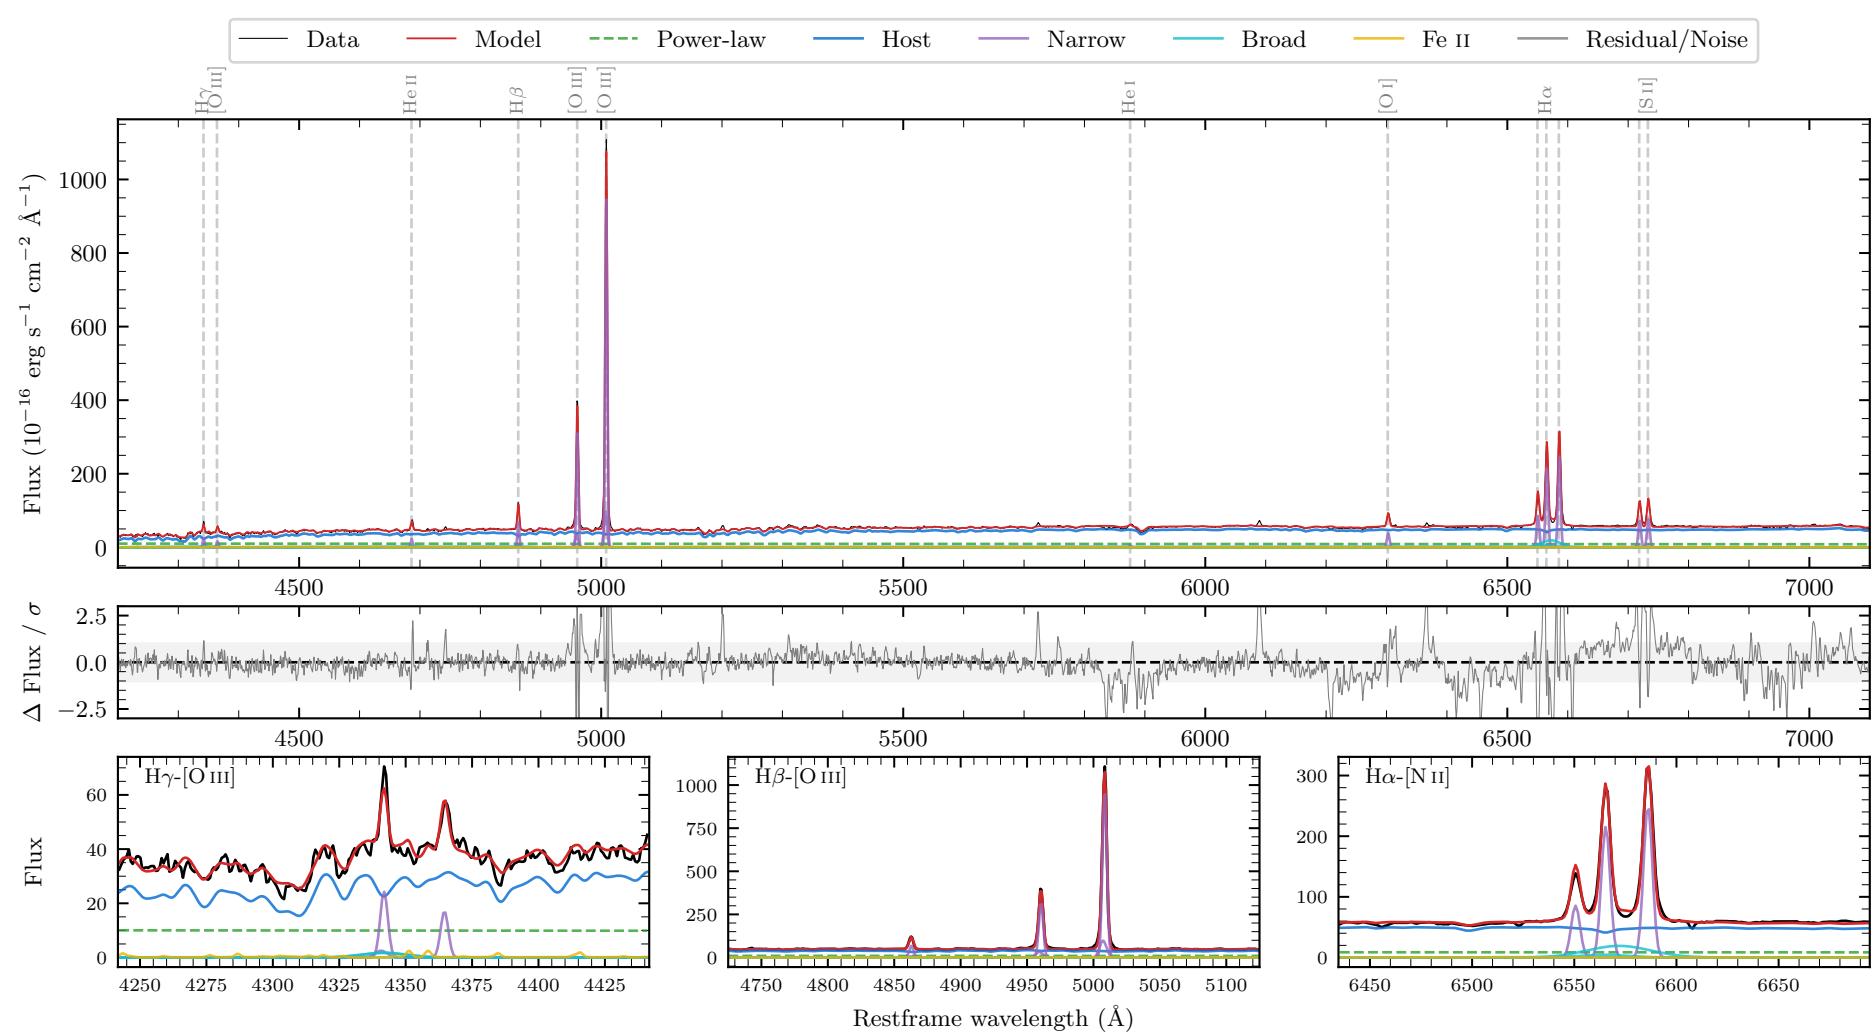 Data Model Power-law Host Narrow Broad Fe II Residual/Noise
Hγ [O III] He II Hβ [O III] [O III] He I [O I] Hα [S II]
Flux (10⁻¹⁶ erg s⁻¹ cm⁻² Å⁻¹)
1000
800
600
400
200
0
4500 5000 5500 6000 6500 7000
Δ Flux / σ
2.5
0.0
−2.5
4500 5000 5500 6000 6500 7000
Flux
Hγ-[O III]
60
40
20
0
4250 4275 4300 4325 4350 4375 4400 4425
Hβ-[O III]
1000
750
500
250
0
4750 4800 4850 4900 4950 5000 5050 5100
Hα-[N II]
300
200
100
0
6450 6500 6550 6600 6650
Restframe wavelength (Å)